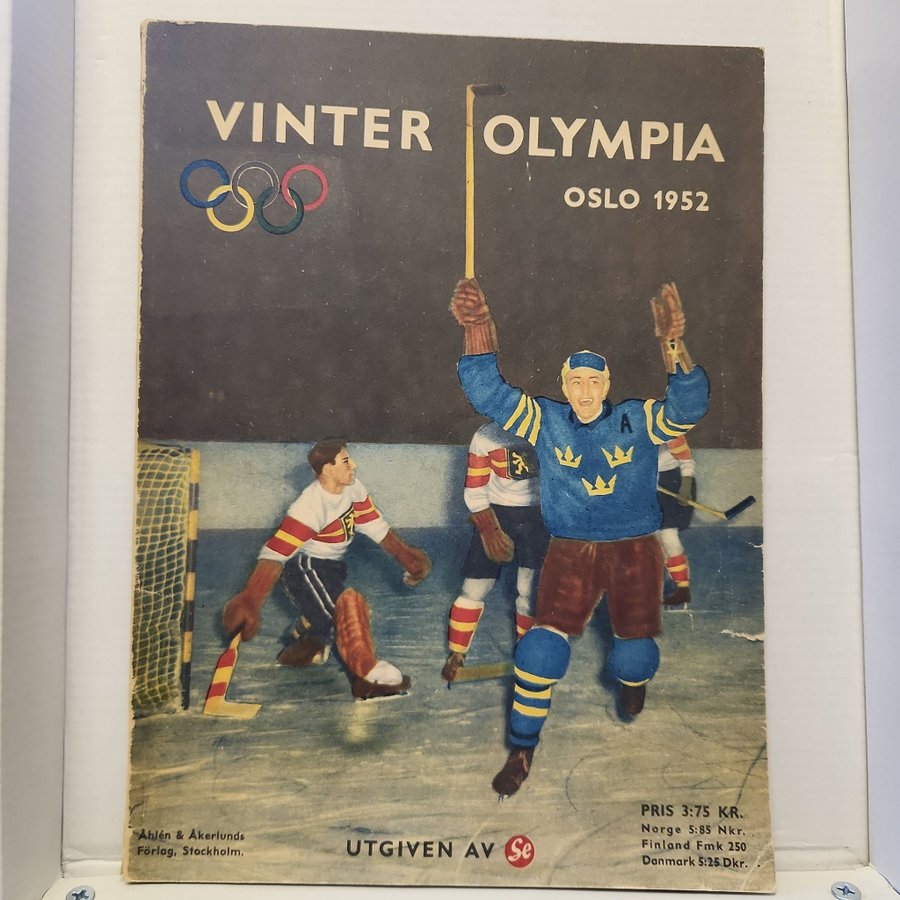 VINTER OLYMPIA
OSLO 1952
A
Åhlén & Åkerlunds
Förlag, Stockholm.
UTGIVEN AV Se
PRIS 3:75 KR.
Norge 5:85 Nkr.
Finland Fmk 250
Danmark 5:25 Dkr.